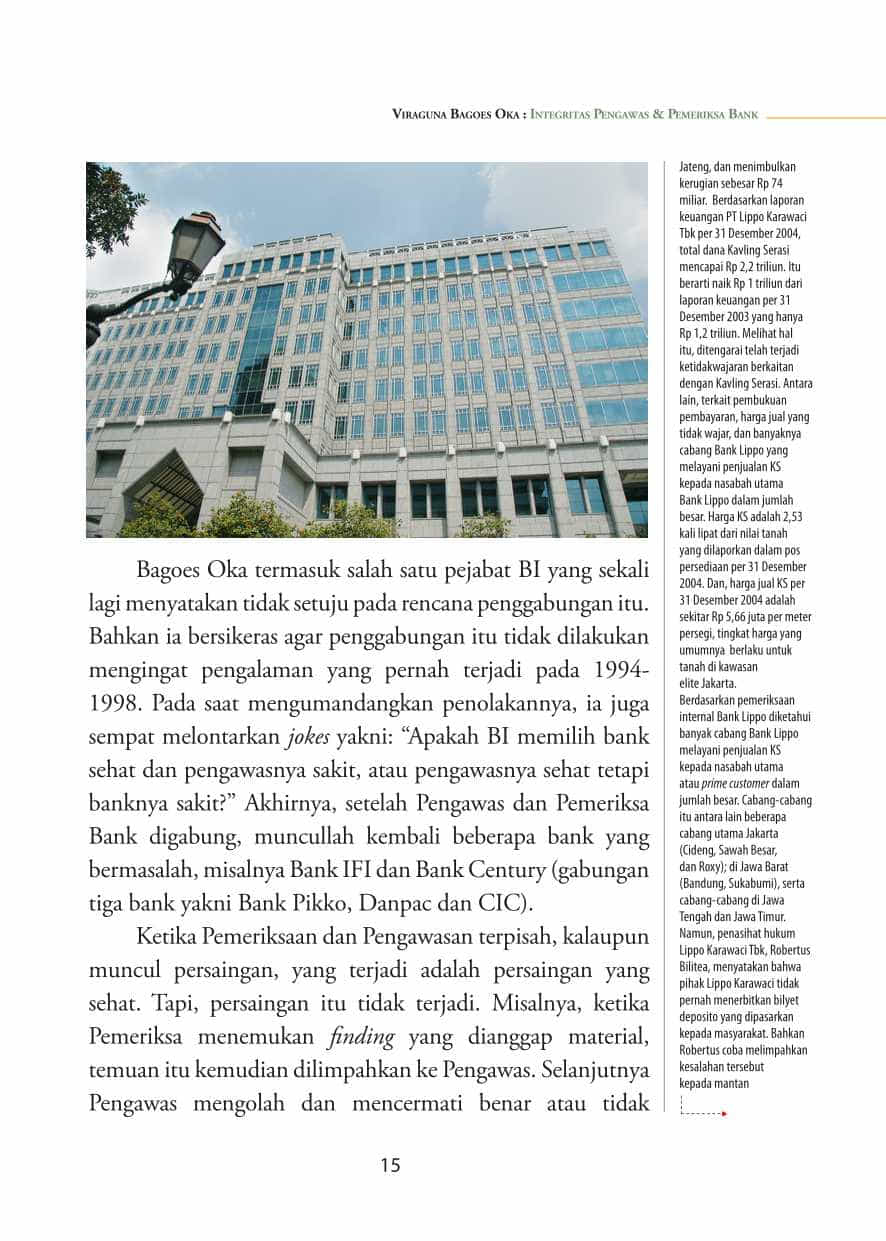 VIRAGUNA BAGOES OKA : INTEGRITAS PENGAWAS & PEMERIKSA BANK
Bagoes Oka termasuk salah satu pejabat BI yang sekali
lagi menyatakan tidak setuju pada rencana penggabungan itu.
Bahkan ia bersikeras agar penggabungan itu tidak dilakukan
mengingat pengalaman yang pernah terjadi pada 1994-
1998. Pada saat mengumandangkan penolakannya, ia juga
sempat melontarkan jokes yakni: “Apakah BI memilih bank
sehat dan pengawasnya sakit, atau pengawasnya sehat tetapi
banknya sakit?” Akhirnya, setelah Pengawas dan Pemeriksa
Bank digabung, muncullah kembali beberapa bank yang
bermasalah, misalnya Bank IFI dan Bank Century (gabungan
tiga bank yakni Bank Pikko, Danpac dan CIC).
Ketika Pemeriksaan dan Pengawasan terpisah, kalaupun
muncul persaingan, yang terjadi adalah persaingan yang
sehat. Tapi, persaingan itu tidak terjadi. Misalnya, ketika
Pemeriksa menemukan finding yang dianggap material,
temuan itu kemudian dilimpahkan ke Pengawas. Selanjutnya
Pengawas mengolah dan mencermati benar atau tidak
Jateng, dan menimbulkan
kerugian sebesar Rp 74
miliar. Berdasarkan laporan
keuangan PT Lippo Karawaci
Tbk per 31 Desember 2004,
total dana Kavling Serasi
mencapai Rp 2,2 triliun. Itu
berarti naik Rp 1 triliun dari
laporan keuangan per 31
Desember 2003 yang hanya
Rp 1,2 triliun. Melihat hal
itu, ditengarai telah terjadi
ketidakwajaran berkaitan
dengan Kavling Serasi. Antara
lain, terkait pembukuan
pembayaran, harga jual yang
tidak wajar, dan banyaknya
cabang Bank Lippo yang
melayani penjualan KS
kepada nasabah utama
Bank Lippo dalam jumlah
besar. Harga KS adalah 2,53
kali lipat dari nilai tanah
yang dilaporkan dalam pos
persediaan per 31 Desember
2004. Dan, harga jual KS per
31 Desember 2004 adalah
sekitar Rp 5,66 juta per meter
persegi, tingkat harga yang
umumnya berlaku untuk
tanah di kawasan
elite Jakarta.
Berdasarkan pemeriksaan
internal Bank Lippo diketahui
banyak cabang Bank Lippo
melayani penjualan KS
kepada nasabah utama
atau prime customer dalam
jumlah besar. Cabang-cabang
itu antara lain beberapa
cabang utama Jakarta
(Cideng, Sawah Besar,
dan Roxy); di Jawa Barat
(Bandung, Sukabumi), serta
cabang-cabang di Jawa
Tengah dan Jawa Timur.
Namun, penasihat hukum
Lippo Karawaci Tbk, Robertus
Bilitea, menyatakan bahwa
pihak Lippo Karawaci tidak
pernah menerbitkan bilyet
deposito yang dipasarkan
kepada masyarakat. Bahkan
Robertus coba melimpahkan
kesalahan tersebut
kepada mantan
15